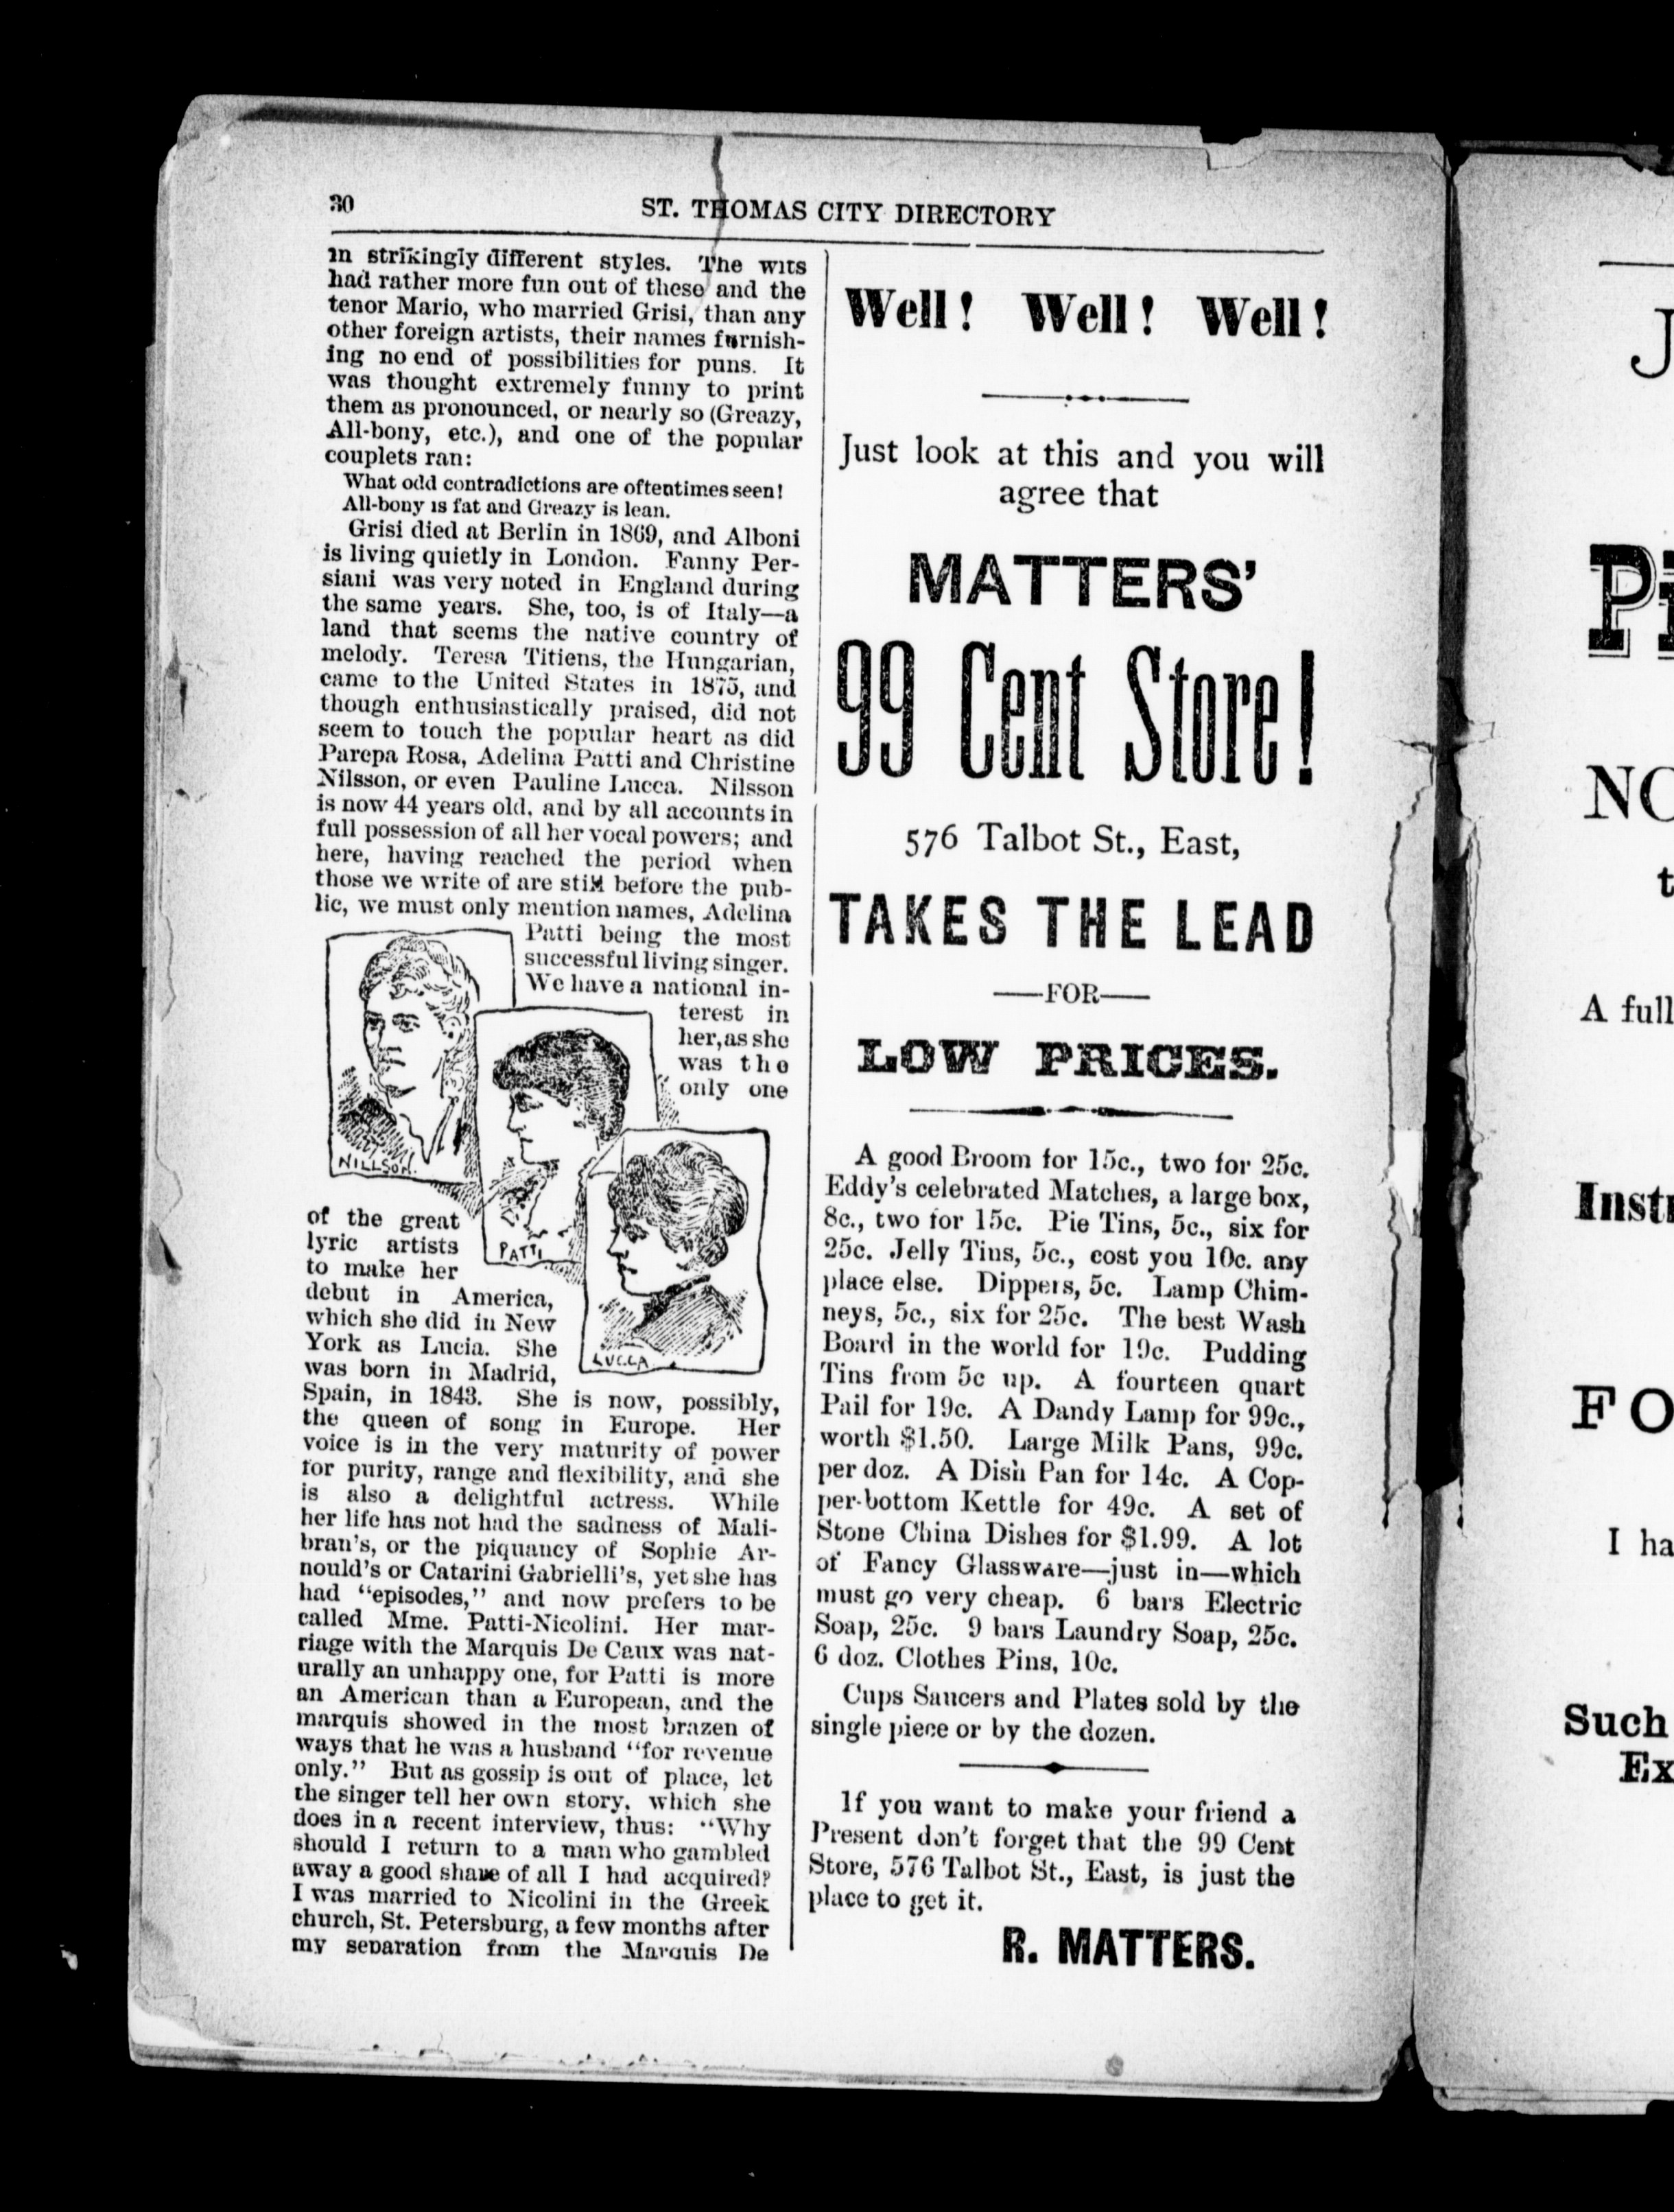 30
ST. THOMAS CITY DIRECTORY
in strikingly different styles. The wits
had rather more fun out of these and the
tenor Mario, who married Grisi, than any
other foreign artists, their names furnish-
ing no end of possibilities for puns. It
was thought extremely funny to print
them as pronounced, or nearly so (Greazy,
All-bony, etc.), and one of the popular
couplets ran:
What odd contradictions are oftentimes seen!
All-bony is fat and Greazy is lean.
Grisi died at Berlin in 1869, and Alboni
is living quietly in London. Fanny Per-
siani was very noted in England during
the same years. She, too, is of Italy—a
land that seems the native country of
melody. Teresa Titiens, the Hungarian,
came to the United States in 1875, and
though enthusiastically praised, did not
seem to touch the popular heart as did
Parepa Rosa, Adelina Patti and Christine
Nilsson, or even Pauline Lucca. Nilsson
is now 44 years old, and by all accounts in
full possession of all her vocal powers; and
here, having reached the period when
those we write of are still before the pub-
lic, we must only mention names, Adelina
Patti being the most
successful living singer.
We have a national in-
terest in
her, as she
was the
only one
NILLSON.
PATTI
LUCCA
of the great
lyric artists
to make her
debut in America,
which she did in New
York as Lucia. She
was born in Madrid,
Spain, in 1843. She is now, possibly,
the queen of song in Europe. Her
voice is in the very maturity of power
for purity, range and flexibility, and she
is also a delightful actress. While
her life has not had the sadness of Mali-
bran's, or the piquancy of Sophie Ar-
nould's or Catarini Gabrielli's, yet she has
had "episodes," and now prefers to be
called Mme. Patti-Nicolini. Her mar-
riage with the Marquis De Caux was nat-
urally an unhappy one, for Patti is more
an American than a European, and the
marquis showed in the most brazen of
ways that he was a husband "for revenue
only." But as gossip is out of place, let
the singer tell her own story, which she
does in a recent interview, thus: "Why
should I return to a man who gambled
away a good share of all I had acquired?
I was married to Nicolini in the Greek
church, St. Petersburg, a few months after
my separation from the Marquis De
Well! Well! Well!
Just look at this and you will
agree that
MATTERS'
99 Cent Store!
576 Talbot St., East,
TAKES THE LEAD
—FOR—
LOW PRICES.
A good Broom for 15c., two for 25c.
Eddy's celebrated Matches, a large box,
8c., two for 15c. Pie Tins, 5c., six for
25c. Jelly Tins, 5c., cost you 10c. any
place else. Dippers, 5c. Lamp Chim-
neys, 5c., six for 25c. The best Wash
Board in the world for 19c. Pudding
Tins from 5c up. A fourteen quart
Pail for 19c. A Dandy Lamp for 99c.,
worth $1.50. Large Milk Pans, 99c.
per doz. A Dish Pan for 14c. A Cop-
per-bottom Kettle for 49c. A set of
Stone China Dishes for $1.99. A lot
of Fancy Glassware—just in—which
must go very cheap. 6 bars Electric
Soap, 25c. 9 bars Laundry Soap, 25c.
6 doz. Clothes Pins, 10c.
Cups Saucers and Plates sold by the
single piece or by the dozen.
If you want to make your friend a
Present don't forget that the 99 Cent
Store, 576 Talbot St., East, is just the
place to get it.
R. MATTERS.
J
NO
t
A full
Inst
FO
I ha
Such
Ex